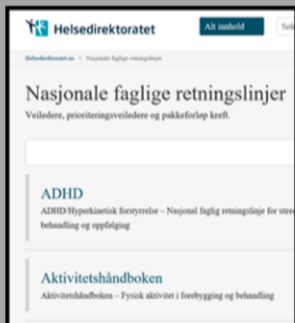 Helsedirektoratet
Alt innhold
Helsedirektoratet.no < Nasjonale faglige retningslinjer
Nasjonale faglige retningslinjer
Veiledere, prioriteringsveiledere og pakkeforløp kreft.
ADHD
ADHD/Hyperkinetisk forstyrrelse – Nasjonal faglig retningslinje for
behandling og oppfølging
Aktivitetshåndboken
Aktivitetshåndboken – Fysisk aktivitet i forebygging og behandling